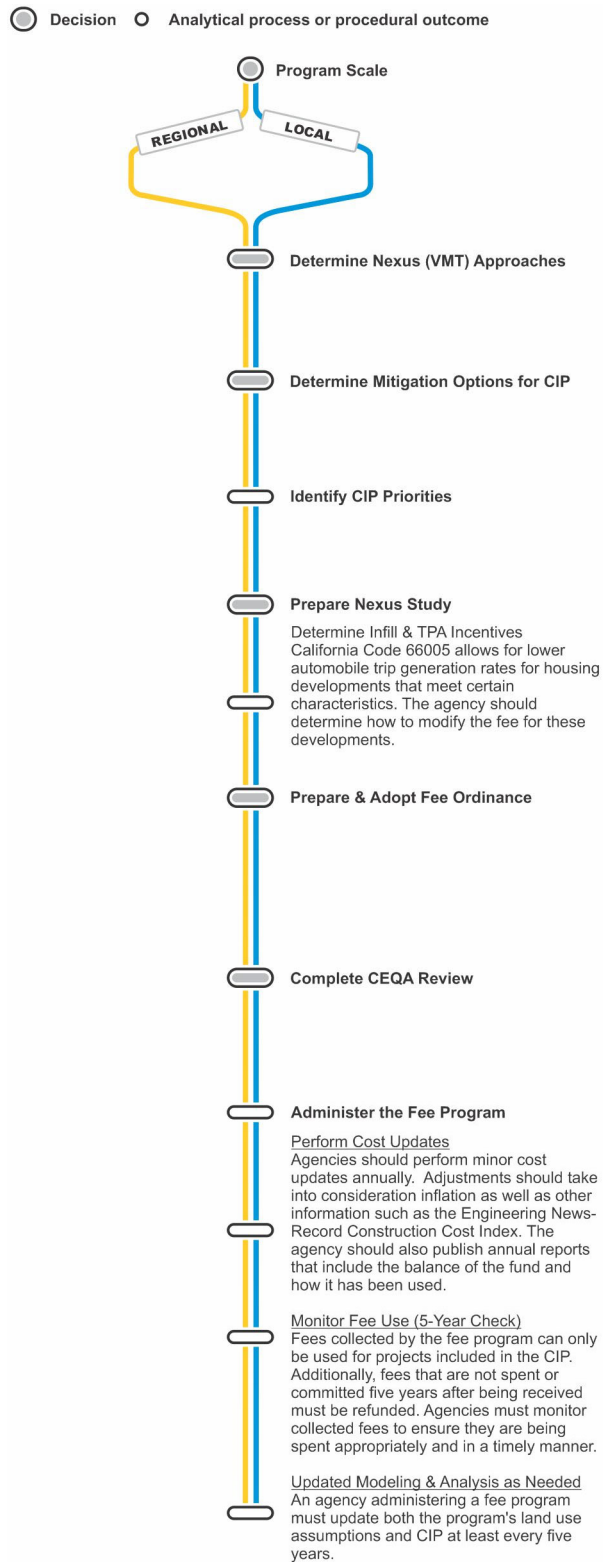 Decision
Analytical process or procedural outcome
Program Scale
REGIONAL
LOCAL
Determine Nexus (VMT) Approaches
Determine Mitigation Options for CIP
Identify CIP Priorities
Prepare Nexus Study
Determine Infill & TPA Incentives
California Code 66005 allows for lower
automobile trip generation rates for housing
developments that meet certain
characteristics. The agency should
determine how to modify the fee for these
developments.
Prepare & Adopt Fee Ordinance
Complete CEQA Review
Administer the Fee Program
Perform Cost Updates
Agencies should perform minor cost
updates annually.  Adjustments should take
into consideration inflation as well as other
information such as the Engineering News-
Record Construction Cost Index. The
agency should also publish annual reports
that include the balance of the fund and
how it has been used.
Monitor Fee Use (5-Year Check)
Fees collected by the fee program can only
be used for projects included in the CIP.
Additionally, fees that are not spent or
committed five years after being received
must be refunded. Agencies must monitor
collected fees to ensure they are being
spent appropriately and in a timely manner.
Updated Modeling & Analysis as Needed
An agency administering a fee program
must update both the program's land use
assumptions and CIP at least every five
years.